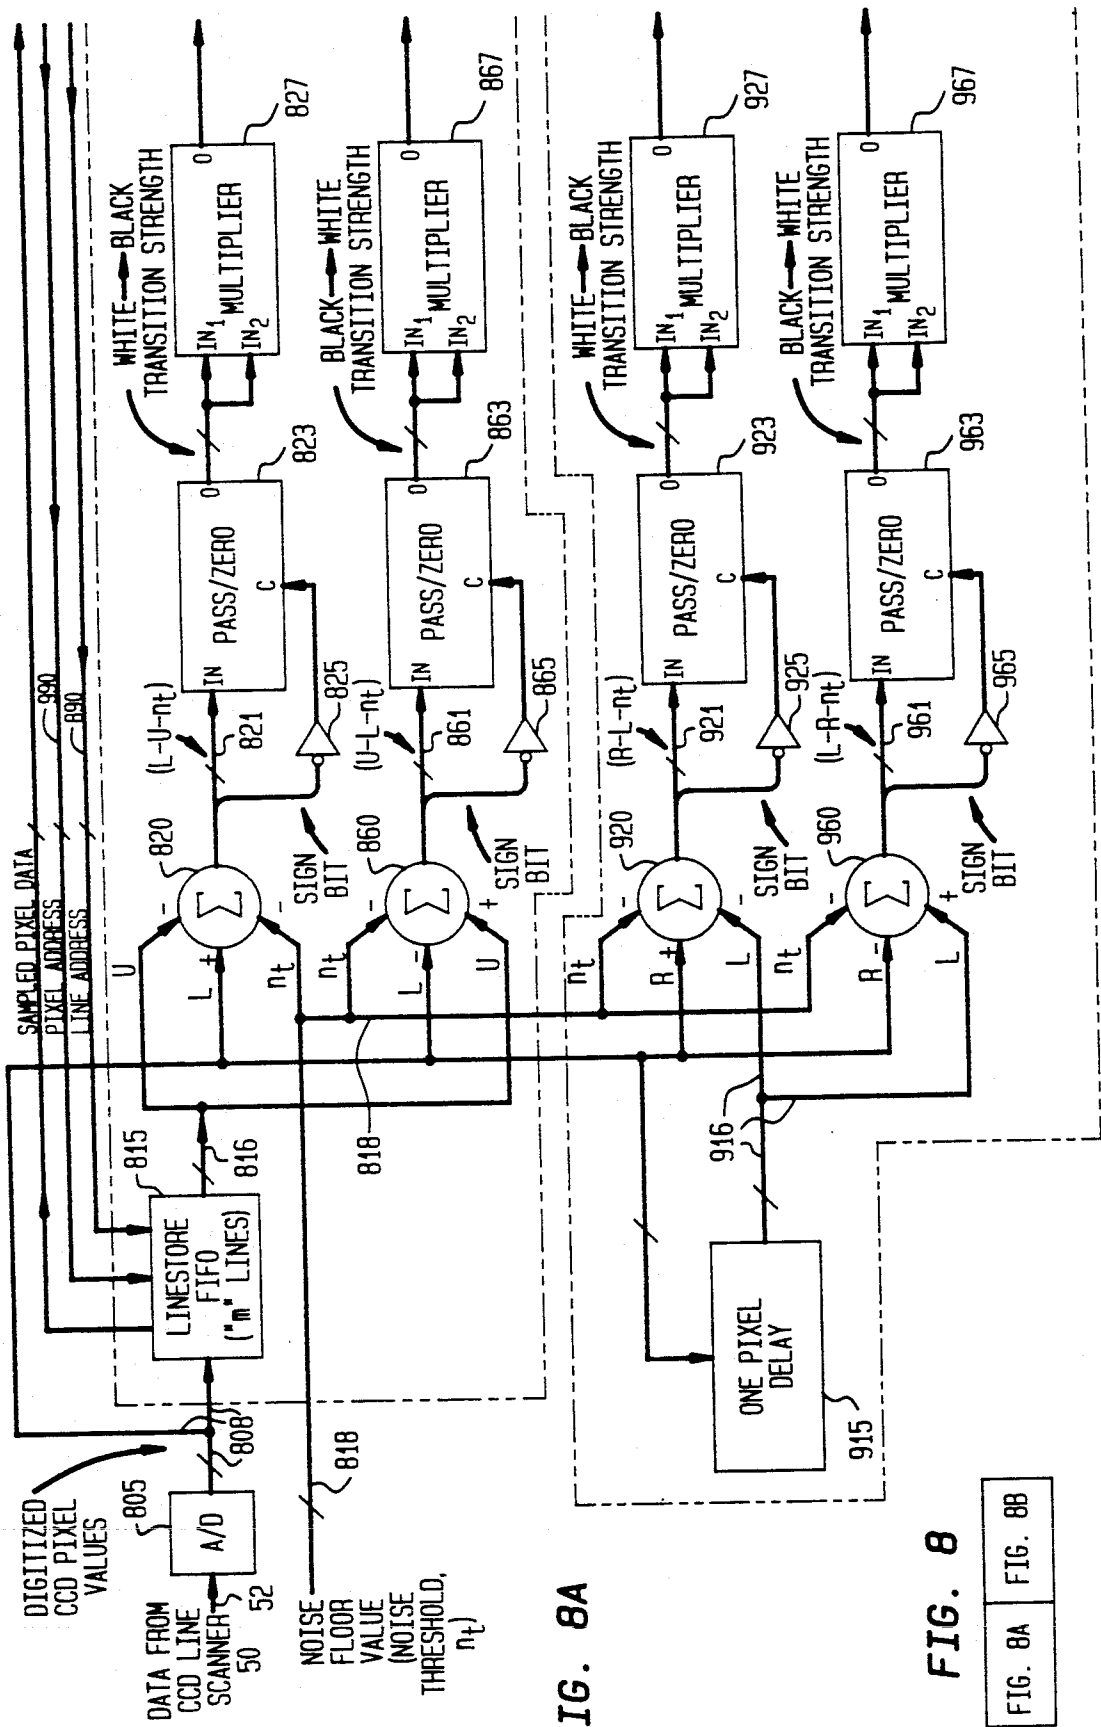 SAMPLED PIXEL DATA
PIXEL ADDRESS
990
LINE ADDRESS
890
DIGITIZED
CCD PIXEL
VALUES
805
A/D
808
808
DATA FROM
CCD LINE
SCANNER
50
52
815
LINESTORE
FIFO
("m" LINES)
816
NOISE
FLOOR
VALUE
(NOISE
THRESHOLD,
nt)
818
818
U
-
L
+
nt
-
820
Σ
(L-U-nt)
821
SIGN
BIT
825
IN
PASS/ZERO
C
O
823
WHITE→BLACK
TRANSITION STRENGTH
IN1
IN2
MULTIPLIER
O
827
nt
-
L
-
U
+
860
Σ
(U-L-nt)
861
SIGN
BIT
865
IN
PASS/ZERO
C
O
863
BLACK→WHITE
TRANSITION STRENGTH
IN1
IN2
MULTIPLIER
O
867
ONE PIXEL
DELAY
915
916
nt
-
R
+
L
-
920
Σ
(R-L-nt)
921
SIGN
BIT
925
IN
PASS/ZERO
C
O
923
WHITE→BLACK
TRANSITION STRENGTH
IN1
IN2
MULTIPLIER
O
927
nt
-
R
-
L
+
960
Σ
(L-R-nt)
961
SIGN
BIT
965
IN
PASS/ZERO
C
O
963
BLACK→WHITE
TRANSITION STRENGTH
IN1
IN2
MULTIPLIER
O
967
IG. 8A
FIG. 8
FIG. 8A
FIG. 8B